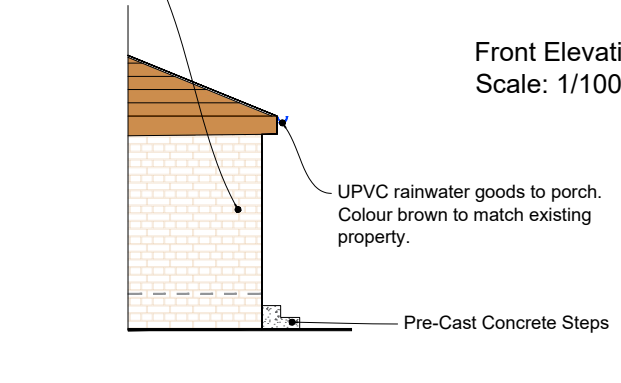 Front Elevati
Scale: 1/100
UPVC rainwater goods to porch.
Colour brown to match existing
property.
Pre-Cast Concrete Steps